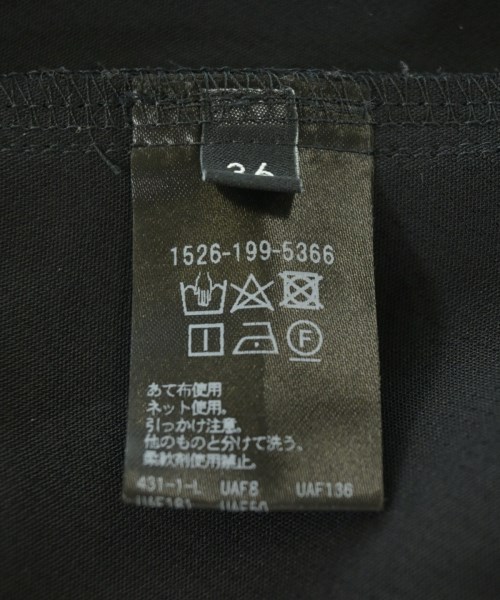 36
1526-199-5366
F
あて布使用
ネット使用。
引っかけ注意。
他のものと分けて洗う。
柔軟剤使用禁止。
431-1-L UAF8 UAF136